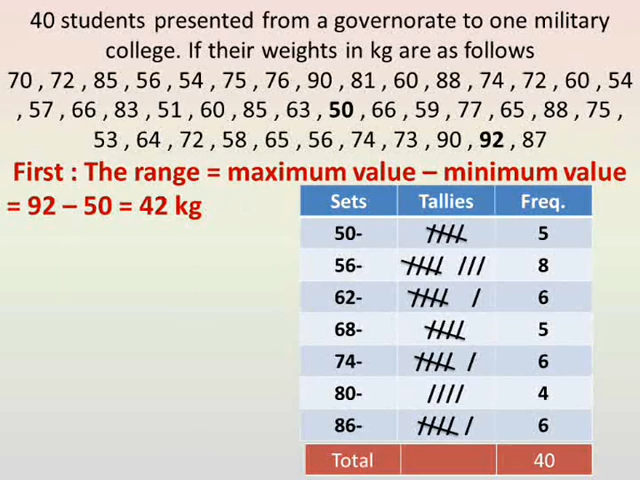 40 students presented from a governorate to one military
college. If their weights in kg are as follows
70 , 72 , 85 , 56 , 54 , 75 , 76 , 90 , 81 , 60 , 88 , 74 , 72 , 60 , 54
, 57 , 66 , 83 , 51 , 60 , 85 , 63 , 50 , 66 , 59 , 77 , 65 , 88 , 75 ,
53 , 64 , 72 , 58 , 65 , 56 , 74 , 73 , 90 , 92 , 87
First : The range = maximum value – minimum value
= 92 – 50 = 42 kg
Sets Tallies Freq.
50- 5
56- 8
62- 6
68- 5
74- 6
80- 4
86- 6
Total 40